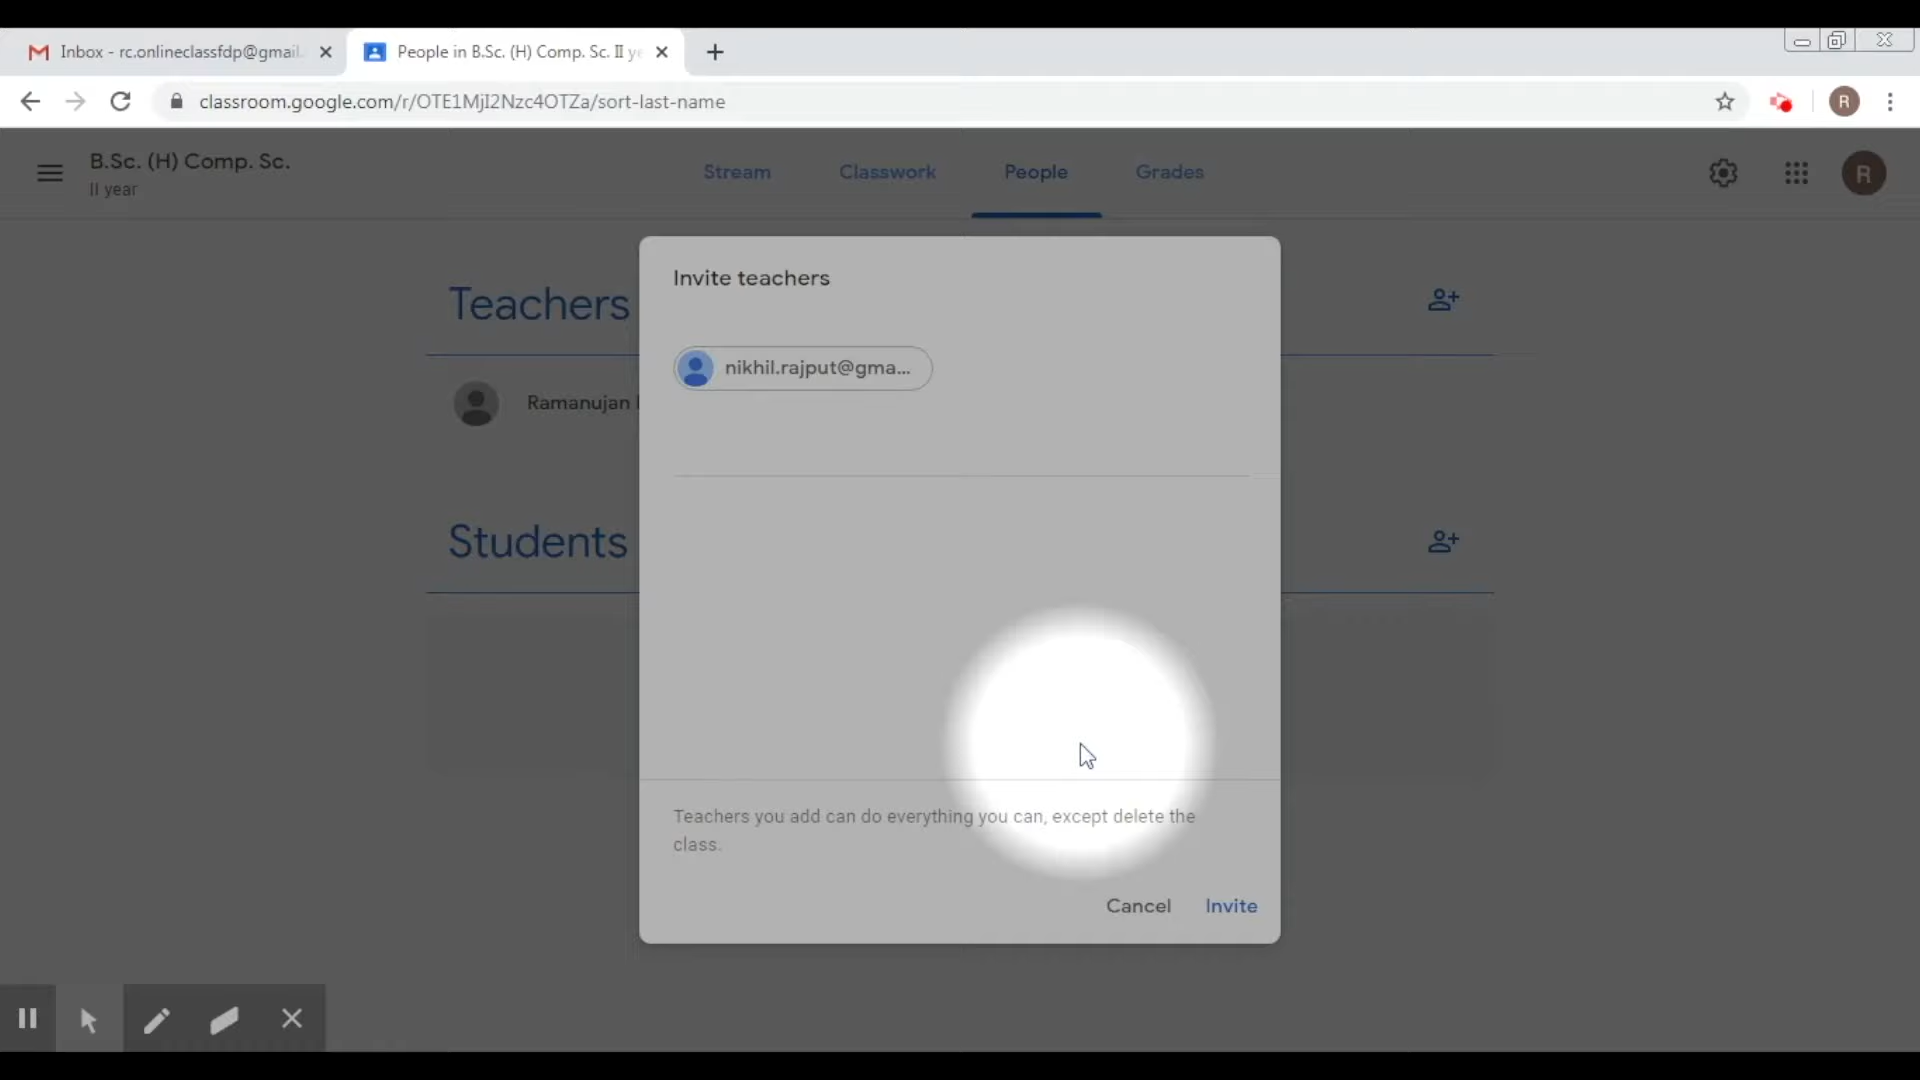 Inbox - rc.onlineclassfdp@gmail.
People in B.Sc. (H) Comp. Sc. II ye
classroom.google.com/r/OTE1MjI2Nzc4OTZa/sort-last-name
R
B.Sc. (H) Comp. Sc.
II year
Stream
Classwork
People
Grades
R
Invite teachers
Teachers
nikhil.rajput@gma...
Ramanujan
Students
Teachers you add can do everything you can, except delete the
class.
Cancel
Invite